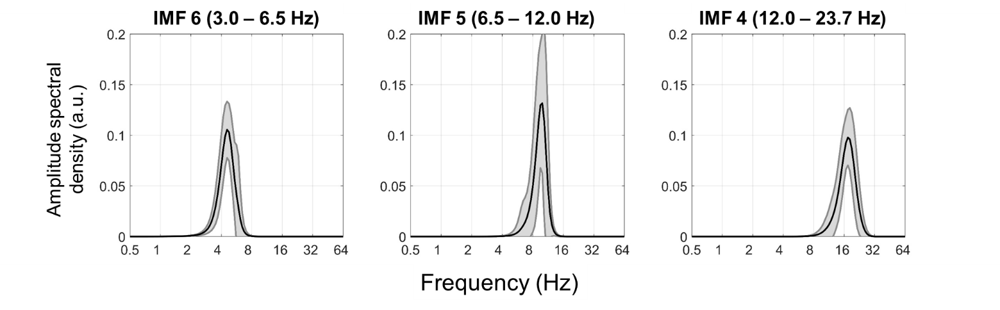 IMF 6 (3.0 – 6.5 Hz)
IMF 5 (6.5 – 12.0 Hz)
IMF 4 (12.0 – 23.7 Hz)
Amplitude spectral
density (a.u.)
0.2
0.15
0.1
0.05
0
0.5 1 2 4 8 16 32 64
0.2
0.15
0.1
0.05
0
0.5 1 2 4 8 16 32 64
0.2
0.15
0.1
0.05
0
0.5 1 2 4 8 16 32 64
Frequency (Hz)